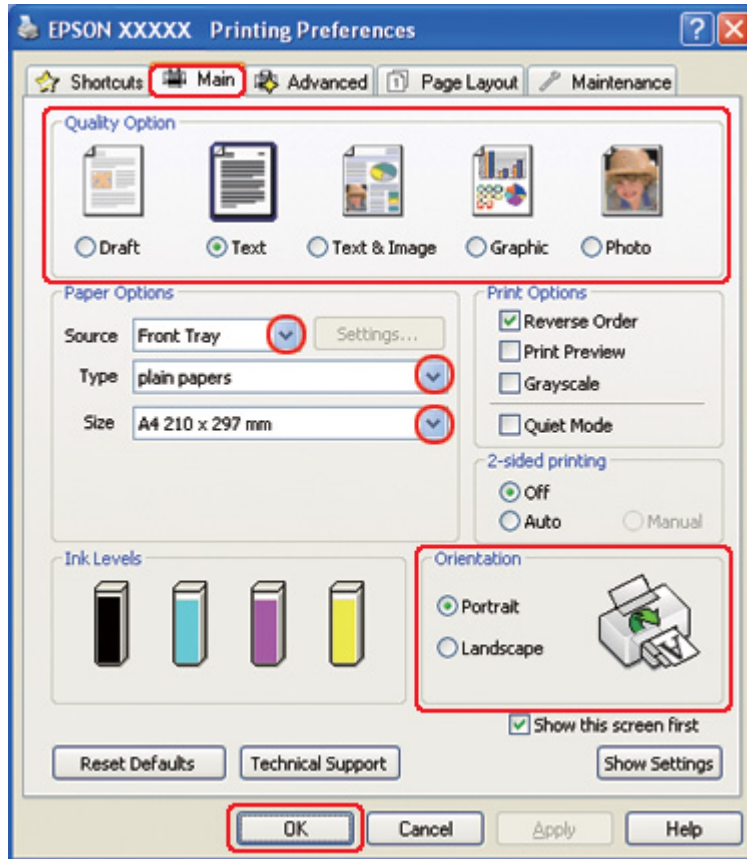 EPSON XXXXX Printing Preferences
Shortcuts Main Advanced 1 Page Layout Maintenance
Quality Option
Draft Text Text & Image Graphic Photo
Paper Options
Source Front Tray Settings...
Type plain papers
Size A4 210 x 297 mm
Print Options
Reverse Order
Print Preview
Grayscale
Quiet Mode
2-sided printing
Off
Auto Manual
Ink Levels
Orientation
Portrait
Landscape
A
Show this screen first
Reset Defaults Technical Support Show Settings
OK Cancel Apply Help